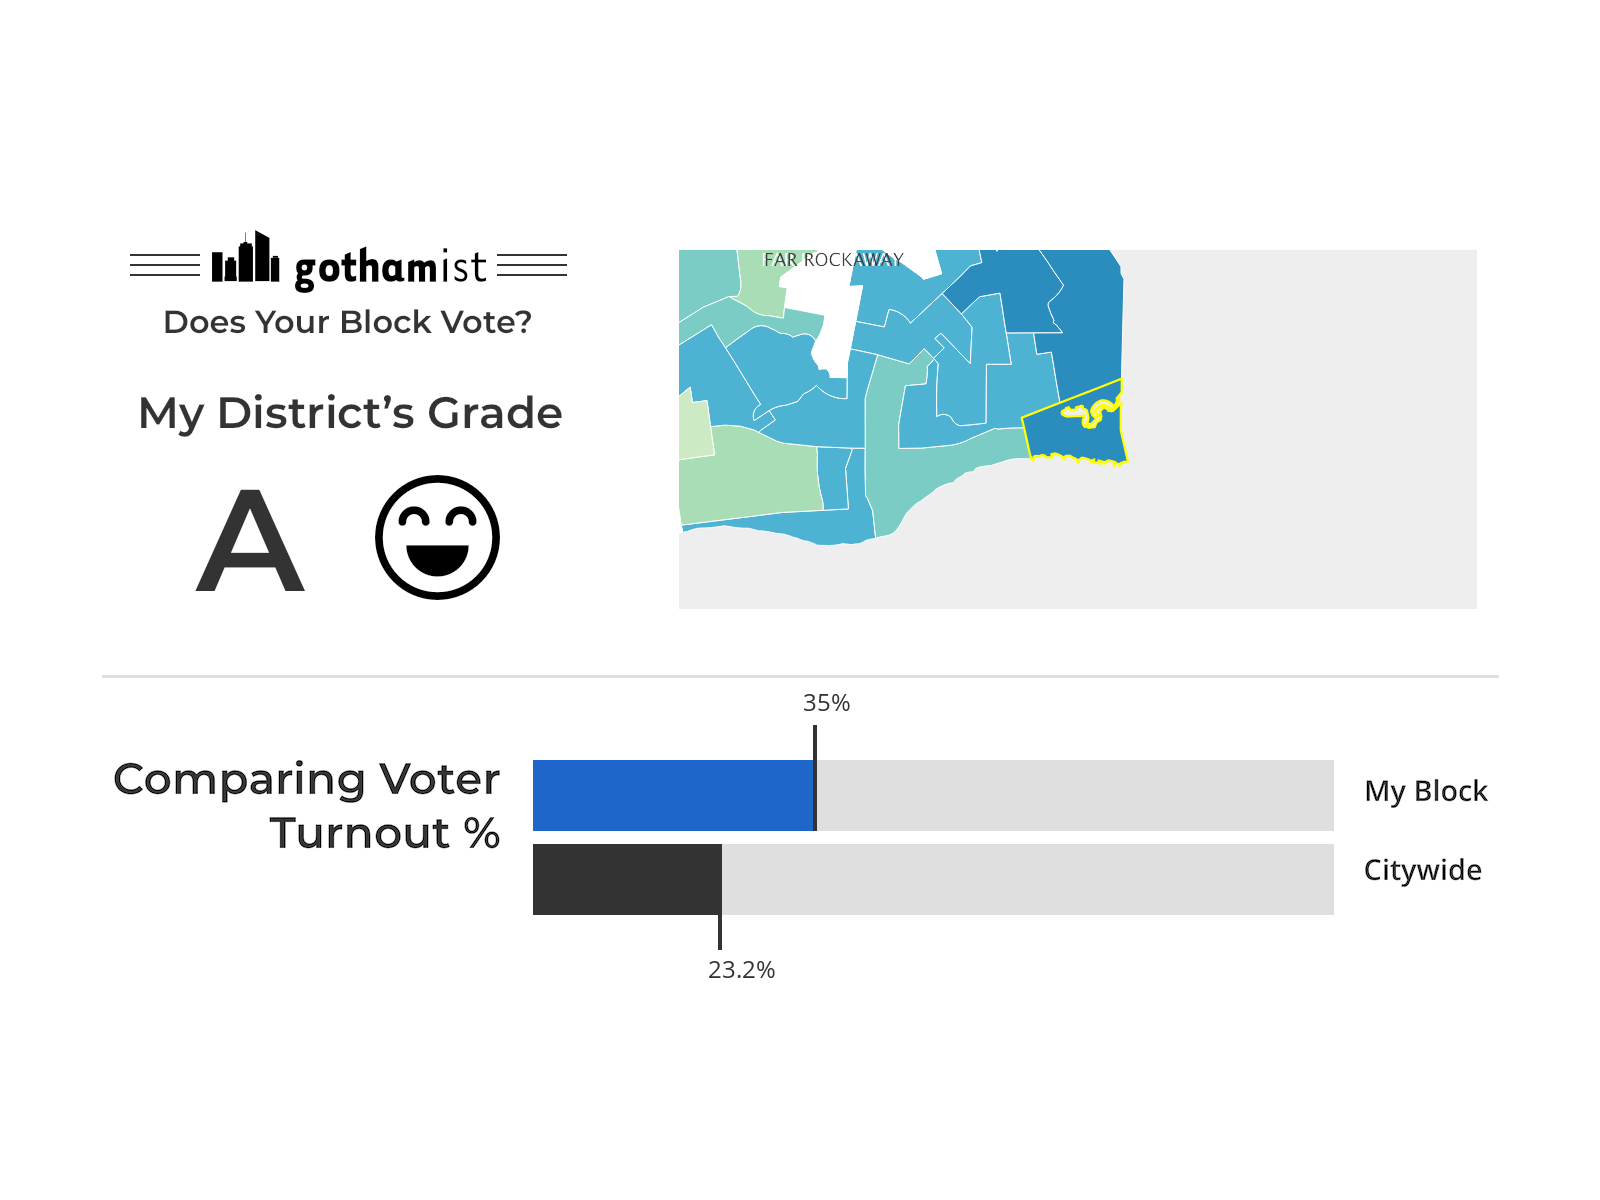 gothamist
Does Your Block Vote?
My District’s Grade
A
FAR ROCKAWAY
35%
Comparing Voter
Turnout %
My Block
Citywide
23.2%